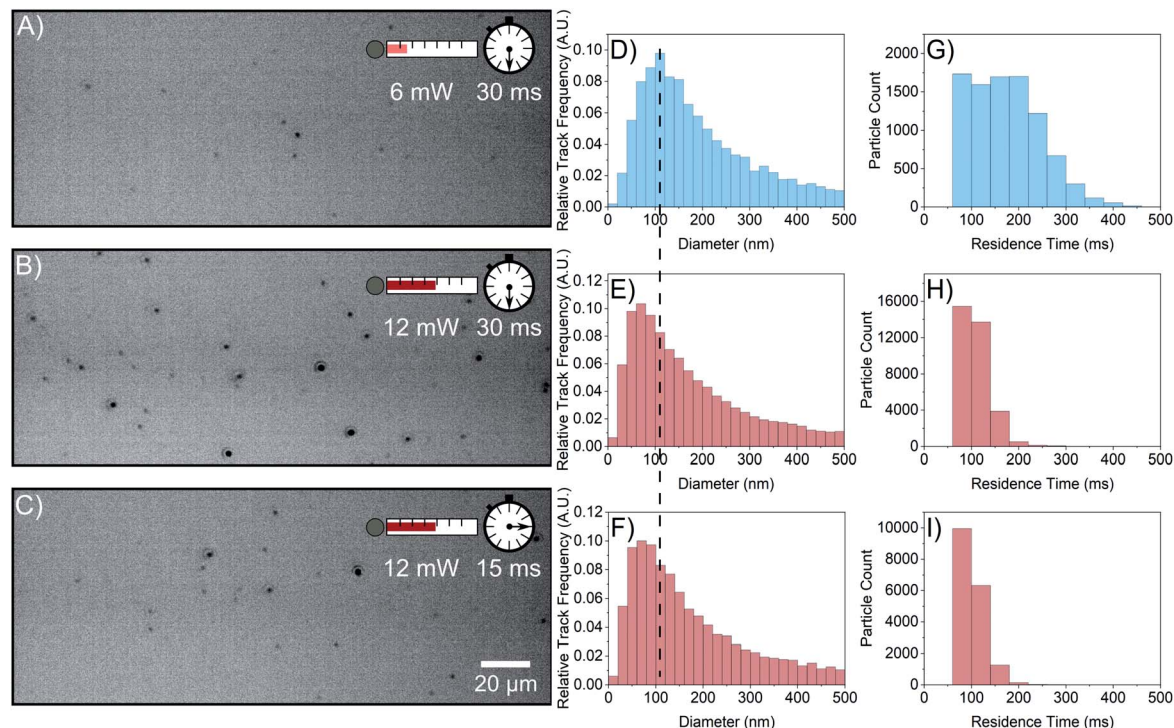 A)
6 mW 30 ms
B)
12 mW 30 ms
C)
12 mW 15 ms
20 µm
D)
Relative Track Frequency (A.U.)
0.10
0.08
0.06
0.04
0.02
0.00
0 100 200 300 400 500
Diameter (nm)
E)
Relative Track Frequency (A.U.)
0.12
0.10
0.08
0.06
0.04
0.02
0.00
0 100 200 300 400 500
Diameter (nm)
F)
Relative Track Frequency (A.U.)
0.12
0.10
0.08
0.06
0.04
0.02
0.00
0 100 200 300 400 500
Diameter (nm)
G)
Particle Count
2000
1500
1000
500
0
0 100 200 300 400 500
Residence Time (ms)
H)
Particle Count
16000
12000
8000
4000
0
0 100 200 300 400 500
Residence Time (ms)
I)
Particle Count
10000
8000
6000
4000
2000
0
0 100 200 300 400 500
Residence Time (ms)